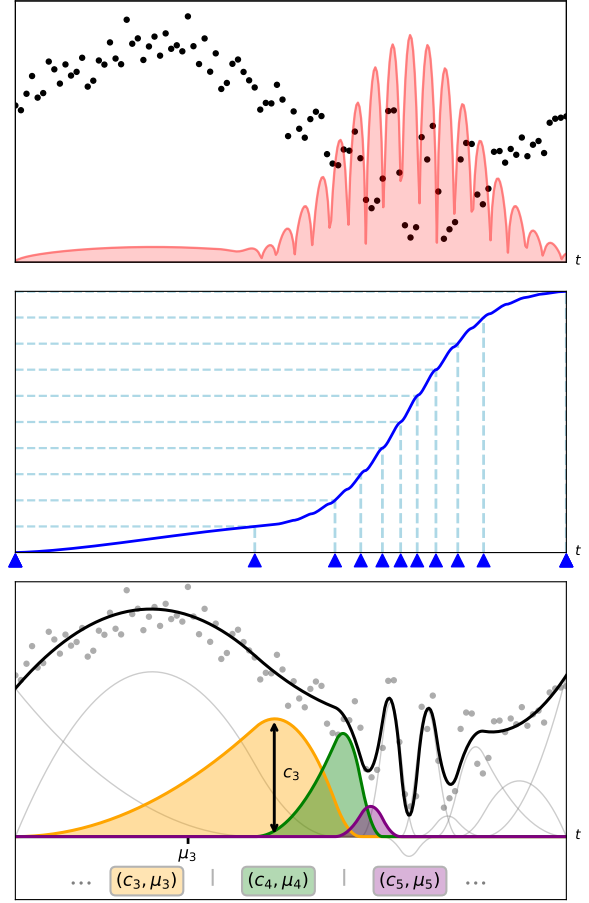 t
t
c₃
t
μ₃
... (c₃, μ₃) | (c₄, μ₄) | (c₅, μ₅) ...